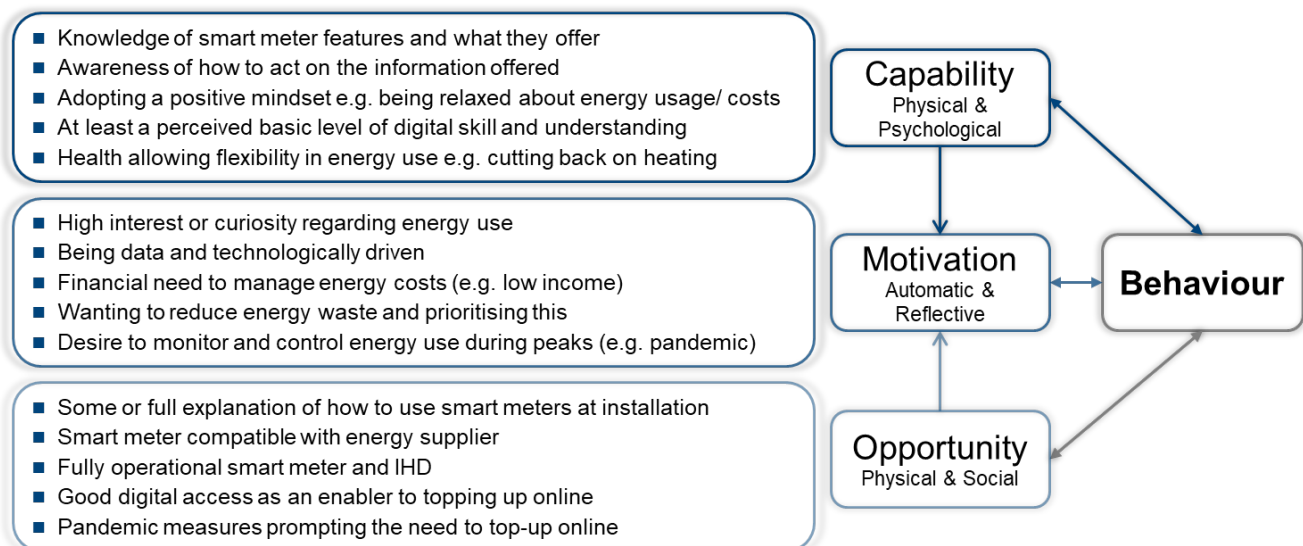 ■ Knowledge of smart meter features and what they offer
■ Awareness of how to act on the information offered
■ Adopting a positive mindset e.g. being relaxed about energy usage/ costs
■ At least a perceived basic level of digital skill and understanding
■ Health allowing flexibility in energy use e.g. cutting back on heating
Capability
Physical &
Psychological
■ High interest or curiosity regarding energy use
■ Being data and technologically driven
■ Financial need to manage energy costs (e.g. low income)
■ Wanting to reduce energy waste and prioritising this
■ Desire to monitor and control energy use during peaks (e.g. pandemic)
Motivation
Automatic &
Reflective
Behaviour
■ Some or full explanation of how to use smart meters at installation
■ Smart meter compatible with energy supplier
■ Fully operational smart meter and IHD
■ Good digital access as an enabler to topping up online
■ Pandemic measures prompting the need to top-up online
Opportunity
Physical & Social